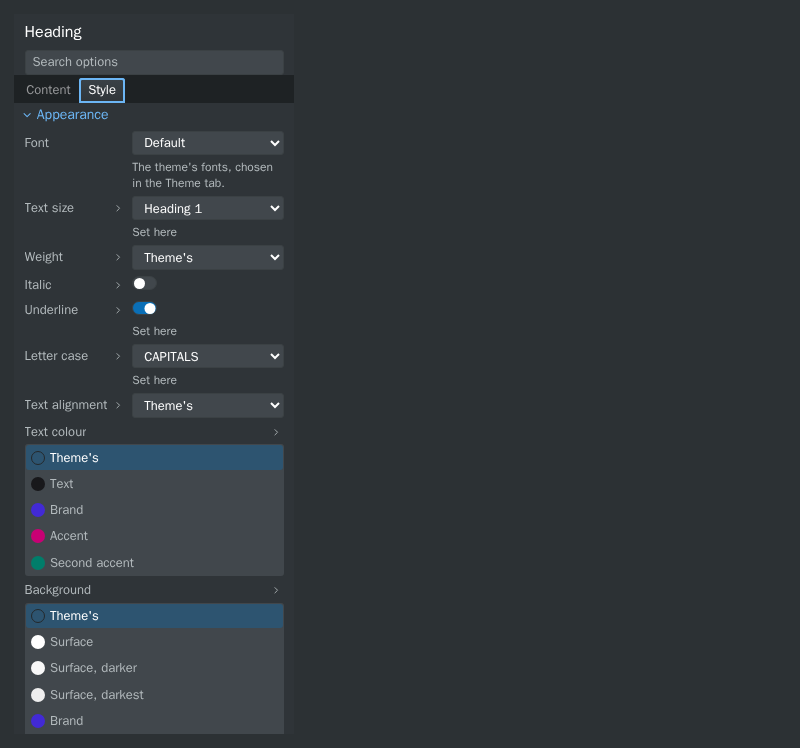 Heading
Search options
Content Style
Appearance
Font Default
The theme's fonts, chosen
in the Theme tab.
Text size Heading 1
Set here
Weight Theme's
Italic
Underline
Set here
Letter case CAPITALS
Set here
Text alignment Theme's
Text colour
Theme's
Text
Brand
Accent
Second accent
Background
Theme's
Surface
Surface, darker
Surface, darkest
Brand